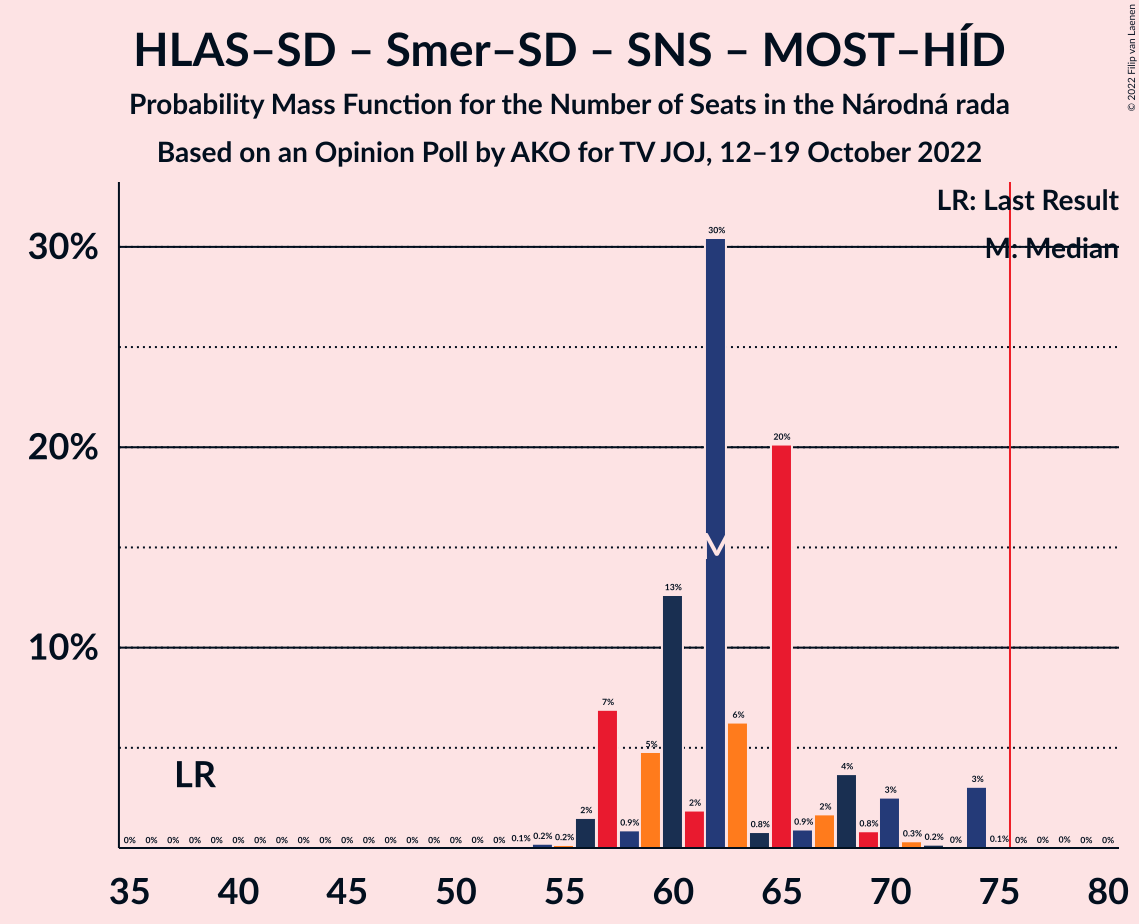 HLAS–SD – Smer–SD – SNS – MOST–HÍD
Probability Mass Function for the Number of Seats in the Národná rada
Based on an Opinion Poll by AKO for TV JOJ, 12–19 October 2022
© 2022 Filip van Laenen
LR: Last Result
M: Median
30%
20%
10%
0% 0% 0% 0% 0% 0% 0% 0% 0% 0% 0% 0% 0% 0% 0% 0% 0% 0% 0.1% 0.2% 0.2% 2% 7% 0.9% 5% 13% 2% 30% 6% 0.8% 20% 0.9% 2% 4% 0.8% 3% 0.3% 0.2% 0% 3% 0.1% 0% 0% 0% 0% 0%
M
LR
35 40 45 50 55 60 65 70 75 80